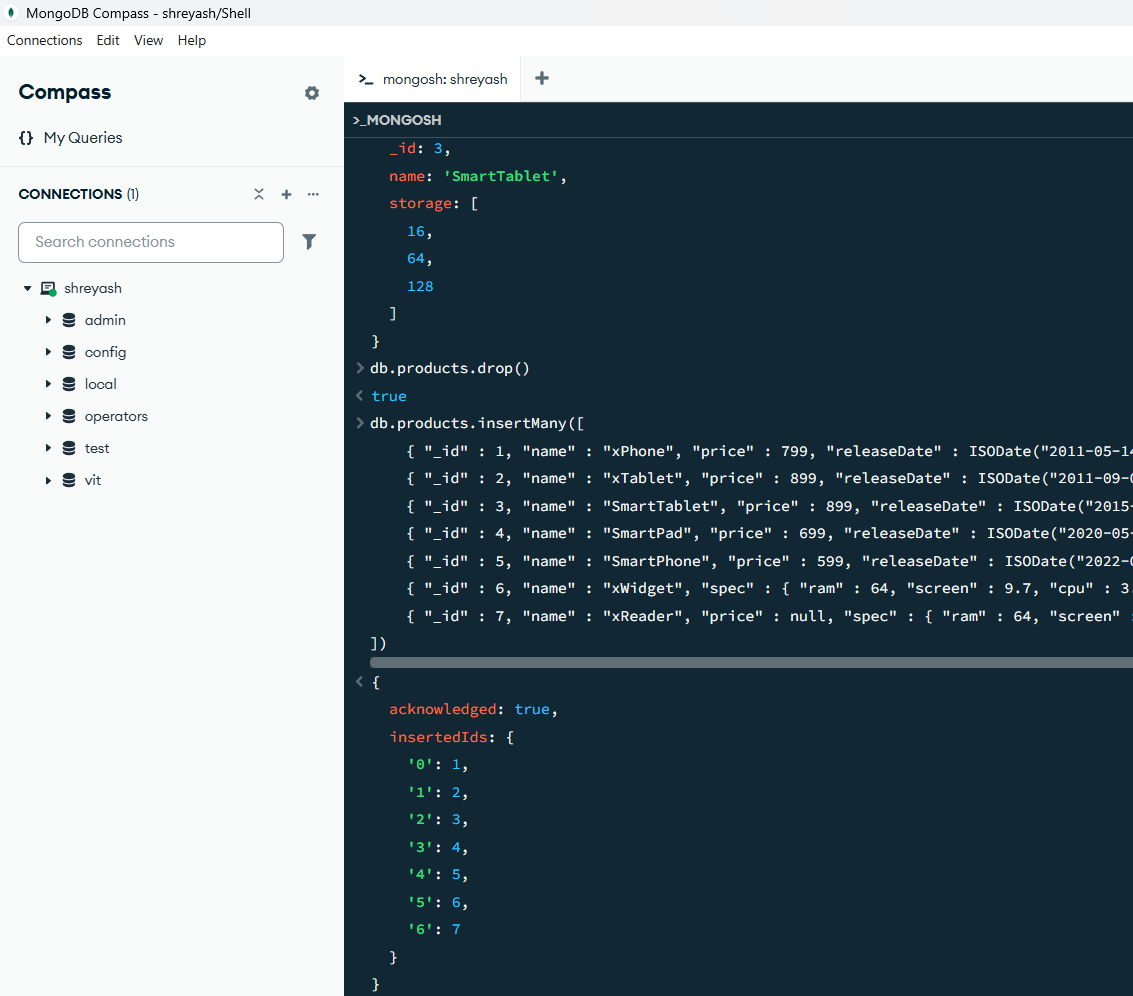 MongoDB Compass - shreyash/Shell
Connections Edit View Help
Compass
{} My Queries
CONNECTIONS (1)
Search connections
shreyash
admin
config
local
operators
test
vit
>_ mongosh: shreyash +
>_MONGOSH
_id: 3,
name: 'SmartTablet',
storage: [
16,
64,
128
]
}
> db.products.drop()
< true
> db.products.insertMany([
{ "_id" : 1, "name" : "xPhone", "price" : 799, "releaseDate" : ISODate("2011-05-14
{ "_id" : 2, "name" : "xTablet", "price" : 899, "releaseDate" : ISODate("2011-09-0
{ "_id" : 3, "name" : "SmartTablet", "price" : 899, "releaseDate" : ISODate("2015-
{ "_id" : 4, "name" : "SmartPad", "price" : 699, "releaseDate" : ISODate("2020-05-
{ "_id" : 5, "name" : "SmartPhone", "price" : 599, "releaseDate" : ISODate("2022-0
{ "_id" : 6, "name" : "xWidget", "spec" : { "ram" : 64, "screen" : 9.7, "cpu" : 3.
{ "_id" : 7, "name" : "xReader", "price" : null, "spec" : { "ram" : 64, "screen" :
])
< {
acknowledged: true,
insertedIds: {
'0': 1,
'1': 2,
'2': 3,
'3': 4,
'4': 5,
'5': 6,
'6': 7
}
}